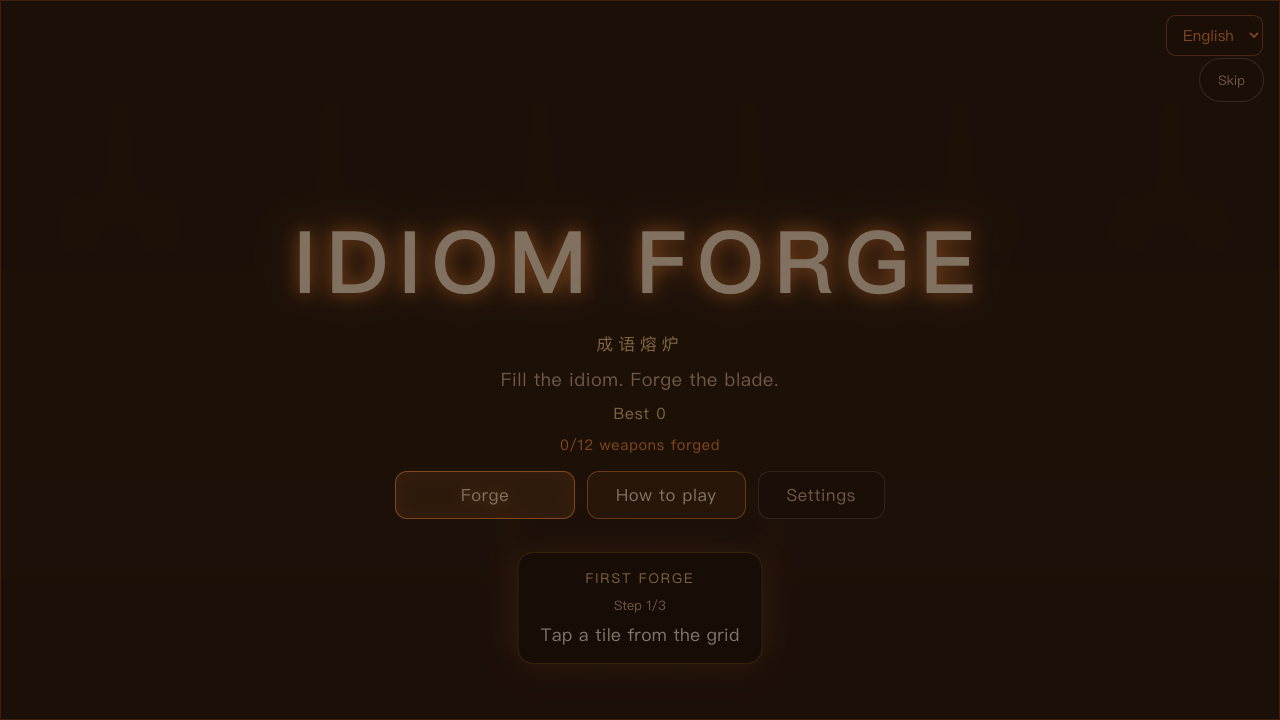 English
Skip
IDIOM FORGE
成语熔炉
Fill the idiom. Forge the blade.
Best 0
0/12 weapons forged
Forge
How to play
Settings
FIRST FORGE
Step 1/3
Tap a tile from the grid